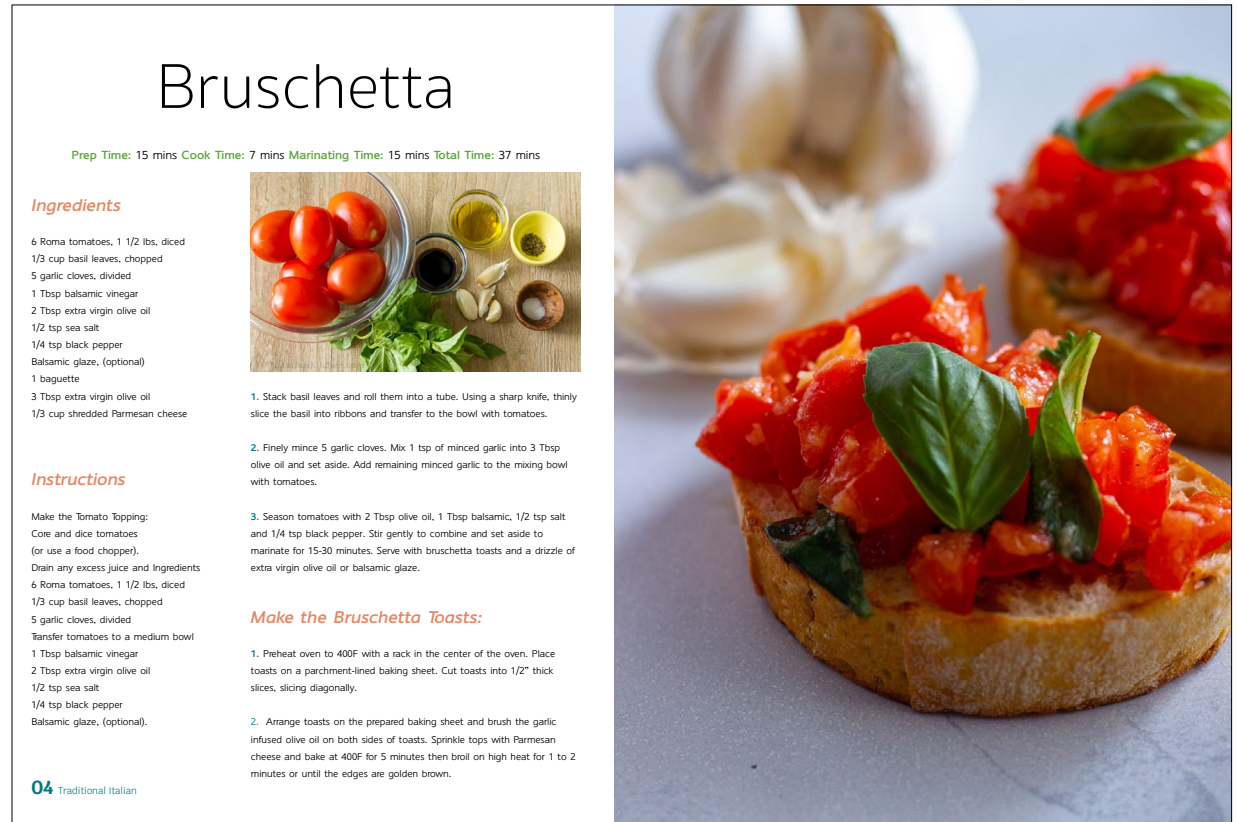 Bruschetta
Prep Time: 15 mins Cook Time: 7 mins Marinating Time: 15 mins Total Time: 37 mins
Ingredients
6 Roma tomatoes, 1 1/2 lbs, diced
1/3 cup basil leaves, chopped
5 garlic cloves, divided
1 Tbsp balsamic vinegar
2 Tbsp extra virgin olive oil
1/2 tsp sea salt
1/4 tsp black pepper
Balsamic glaze, (optional)
1 baguette
3 Tbsp extra virgin olive oil
1/3 cup shredded Parmesan cheese
Instructions
Make the Tomato Topping:
Core and dice tomatoes
(or use a food chopper).
Drain any excess juice and Ingredients
6 Roma tomatoes, 1 1/2 lbs, diced
1/3 cup basil leaves, chopped
5 garlic cloves, divided
Transfer tomatoes to a medium bowl
1 Tbsp balsamic vinegar
2 Tbsp extra virgin olive oil
1/2 tsp sea salt
1/4 tsp black pepper
Balsamic glaze, (optional).
1. Stack basil leaves and roll them into a tube. Using a sharp knife, thinly
slice the basil into ribbons and transfer to the bowl with tomatoes.
2. Finely mince 5 garlic cloves. Mix 1 tsp of minced garlic into 3 Tbsp
olive oil and set aside. Add remaining minced garlic to the mixing bowl
with tomatoes.
3. Season tomatoes with 2 Tbsp olive oil, 1 Tbsp balsamic, 1/2 tsp salt
and 1/4 tsp black pepper. Stir gently to combine and set aside to
marinate for 15-30 minutes. Serve with bruschetta toasts and a drizzle of
extra virgin olive oil or balsamic glaze.
Make the Bruschetta Toasts:
1. Preheat oven to 400F with a rack in the center of the oven. Place
toasts on a parchment-lined baking sheet. Cut toasts into 1/2" thick
slices, slicing diagonally.
2. Arrange toasts on the prepared baking sheet and brush the garlic
infused olive oil on both sides of toasts. Sprinkle tops with Parmesan
cheese and bake at 400F for 5 minutes then broil on high heat for 1 to 2
minutes or until the edges are golden brown.
04 Traditional Italian